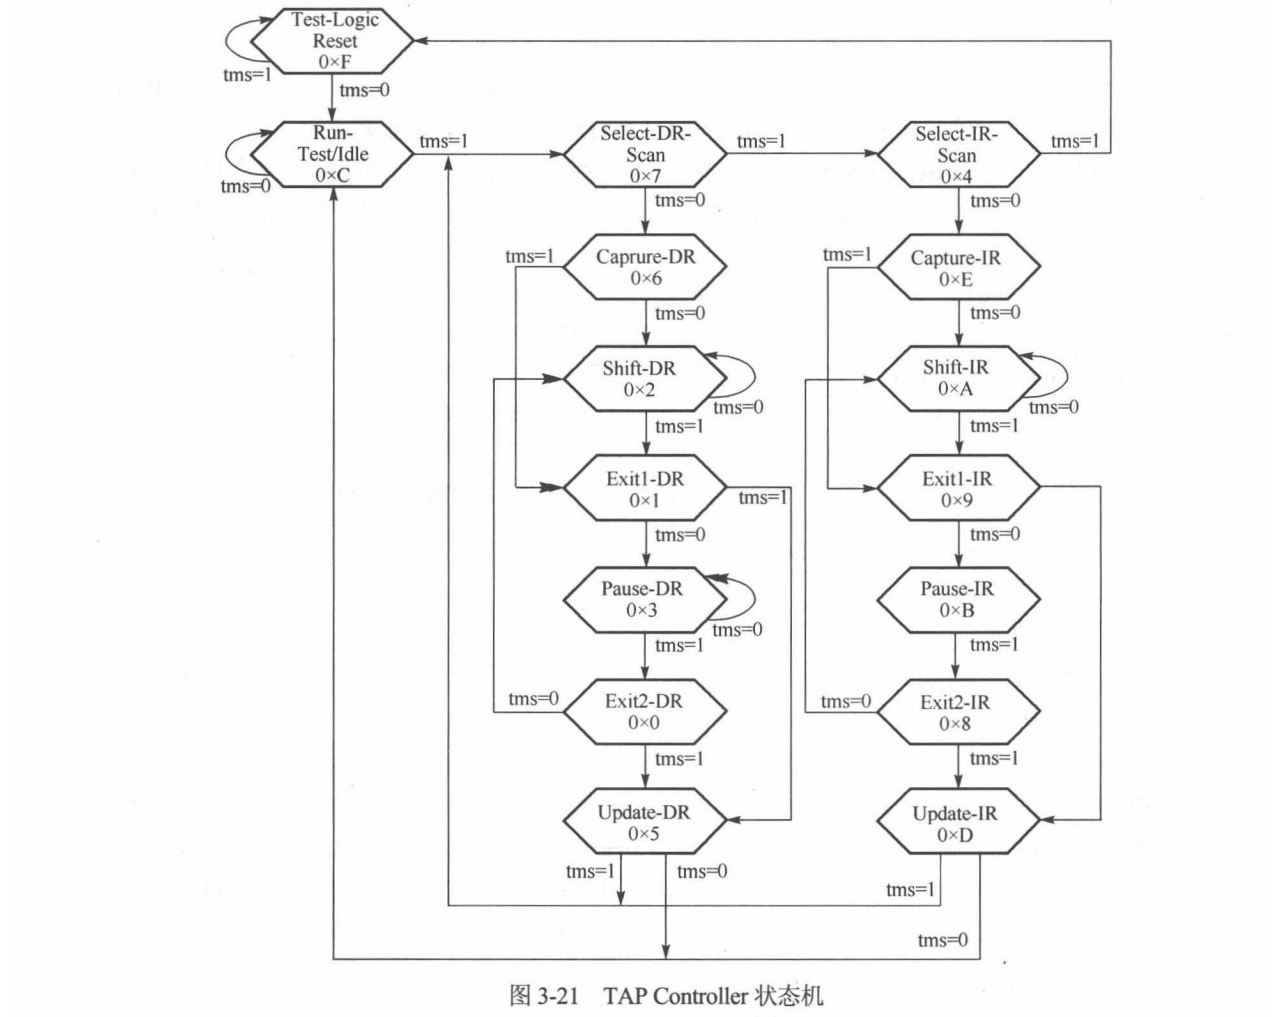 Test-Logic
Reset
0×F
tms=1
tms=0
Run-
Test/Idle
0×C
tms=0
tms=1
Select-DR-
Scan
0×7
tms=1
Select-IR-
Scan
0×4
tms=1
tms=0
tms=0
tms=1
Caprure-DR
0×6
tms=1
Capture-IR
0×E
tms=0
tms=0
Shift-DR
0×2
tms=0
Shift-IR
0×A
tms=0
tms=1
tms=1
Exit1-DR
0×1
tms=1
Exit1-IR
0×9
tms=0
tms=0
Pause-DR
0×3
tms=0
Pause-IR
0×B
tms=1
tms=1
tms=0
Exit2-DR
0×0
tms=0
Exit2-IR
0×8
tms=1
tms=1
Update-DR
0×5
Update-IR
0×D
tms=1
tms=0
tms=1
tms=0
图 3-21 TAP Controller 状态机